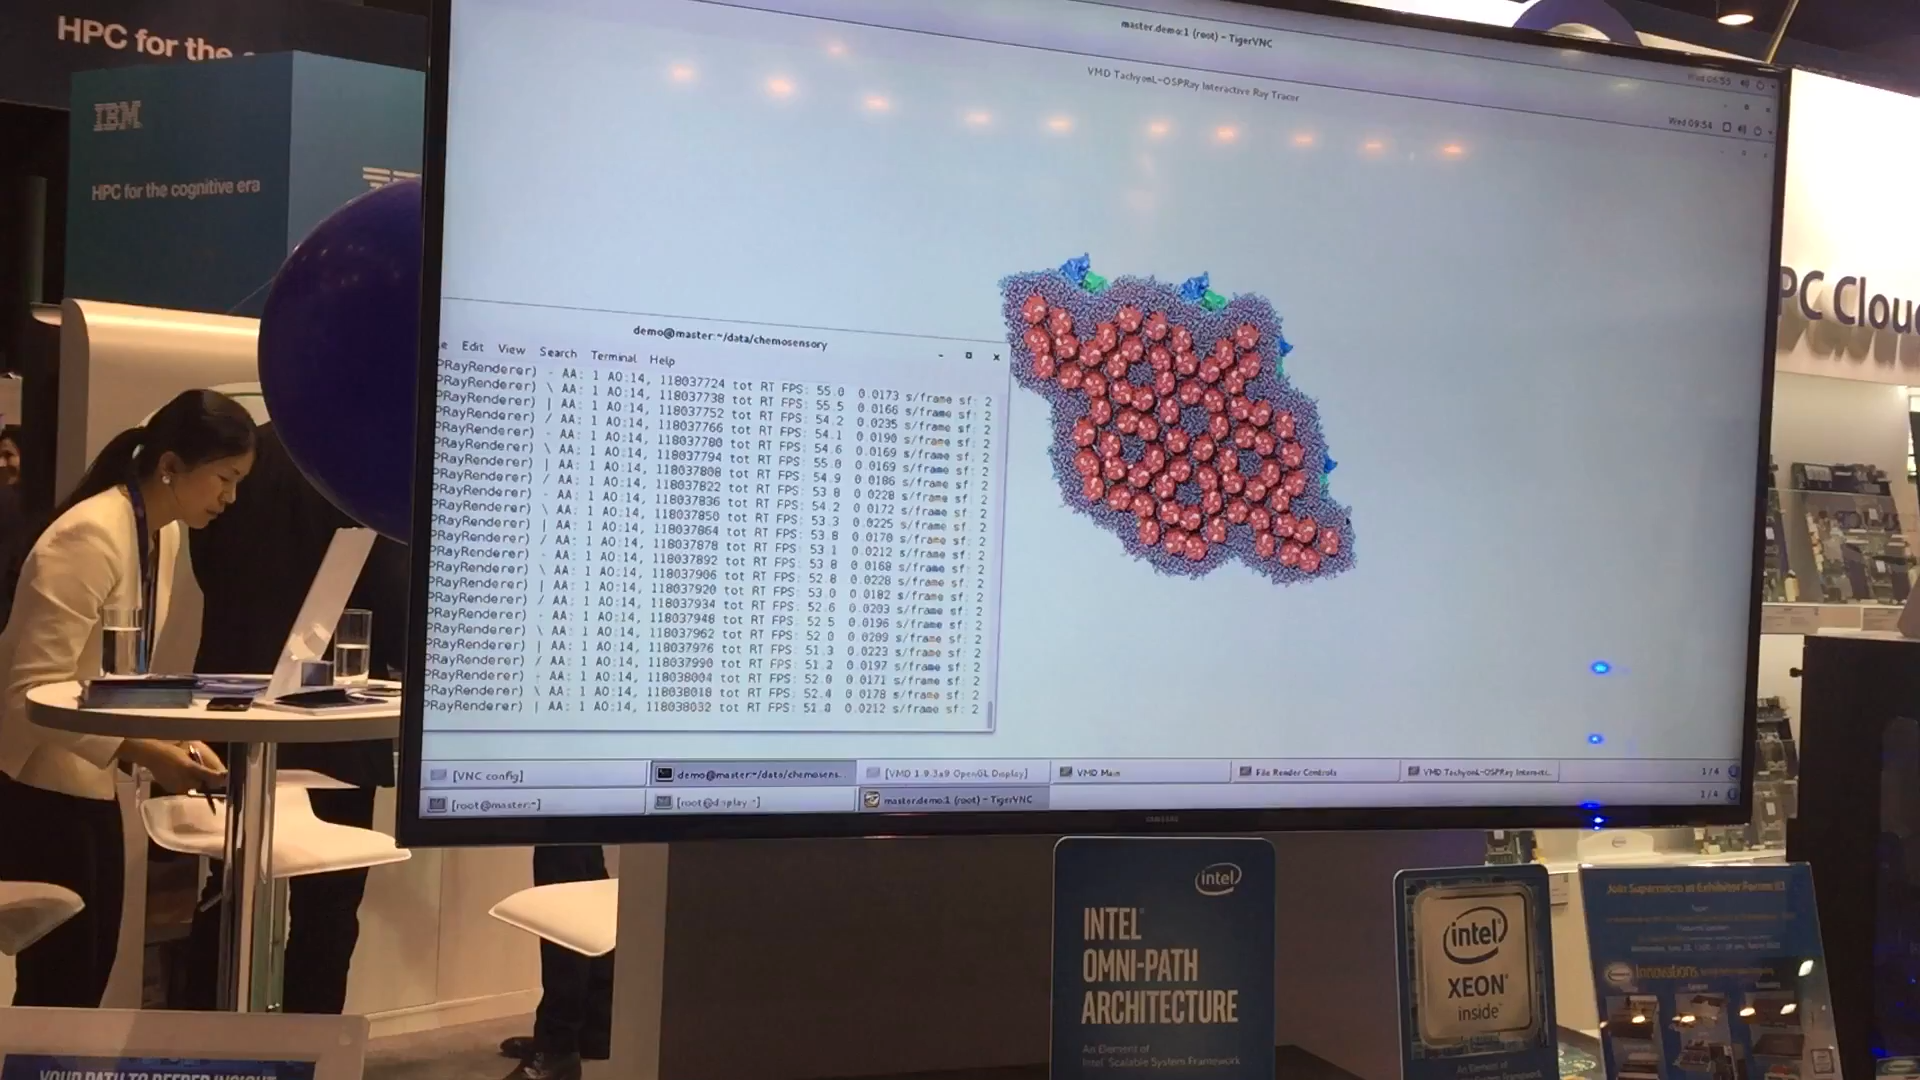 HPC for the
IBM
HPC for the cognitive era
master.demo:1 (root) - TigerVNC
VMD TachyonL-OSPRay Interactive Ray Tracer
Wed 09:54
PC Clou
demo@master:~/data/chemosensory
e Edit View Search Terminal Help
PRayRenderer) - AA: 1 AO:14, 118037724 tot RT FPS: 55.0 0.0173 s/frame sf: 2
PRayRenderer) \ AA: 1 AO:14, 118037738 tot RT FPS: 55.5 0.0166 s/frame sf: 2
PRayRenderer) | AA: 1 AO:14, 118037752 tot RT FPS: 54.2 0.0235 s/frame sf: 2
PRayRenderer) / AA: 1 AO:14, 118037766 tot RT FPS: 54.1 0.0190 s/frame sf: 2
PRayRenderer) - AA: 1 AO:14, 118037780 tot RT FPS: 54.6 0.0169 s/frame sf: 2
PRayRenderer) \ AA: 1 AO:14, 118037794 tot RT FPS: 55.0 0.0169 s/frame sf: 2
PRayRenderer) | AA: 1 AO:14, 118037808 tot RT FPS: 54.9 0.0186 s/frame sf: 2
PRayRenderer) / AA: 1 AO:14, 118037822 tot RT FPS: 53.8 0.0228 s/frame sf: 2
PRayRenderer) - AA: 1 AO:14, 118037836 tot RT FPS: 54.2 0.0172 s/frame sf: 2
PRayRenderer) \ AA: 1 AO:14, 118037850 tot RT FPS: 53.3 0.0225 s/frame sf: 2
PRayRenderer) | AA: 1 AO:14, 118037864 tot RT FPS: 53.8 0.0170 s/frame sf: 2
PRayRenderer) / AA: 1 AO:14, 118037878 tot RT FPS: 53.1 0.0212 s/frame sf: 2
PRayRenderer) - AA: 1 AO:14, 118037892 tot RT FPS: 53.8 0.0168 s/frame sf: 2
PRayRenderer) \ AA: 1 AO:14, 118037906 tot RT FPS: 52.8 0.0228 s/frame sf: 2
PRayRenderer) | AA: 1 AO:14, 118037920 tot RT FPS: 53.0 0.0182 s/frame sf: 2
PRayRenderer) / AA: 1 AO:14, 118037934 tot RT FPS: 52.6 0.0203 s/frame sf: 2
PRayRenderer) - AA: 1 AO:14, 118037948 tot RT FPS: 52.5 0.0196 s/frame sf: 2
PRayRenderer) \ AA: 1 AO:14, 118037962 tot RT FPS: 52.0 0.0209 s/frame sf: 2
PRayRenderer) | AA: 1 AO:14, 118037976 tot RT FPS: 51.3 0.0223 s/frame sf: 2
PRayRenderer) / AA: 1 AO:14, 118037990 tot RT FPS: 51.2 0.0197 s/frame sf: 2
PRayRenderer) - AA: 1 AO:14, 118038004 tot RT FPS: 52.0 0.0171 s/frame sf: 2
PRayRenderer) \ AA: 1 AO:14, 118038018 tot RT FPS: 52.4 0.0178 s/frame sf: 2
PRayRenderer) | AA: 1 AO:14, 118038032 tot RT FPS: 51.8 0.0212 s/frame sf: 2
[VNC config] demo@master:~/data/chemosens... [VMD 1.9.3a9 OpenGL Display] VMD Main File Render Controls VMD TachyonL-OSPRay Interacti... 1/4
[root@master:~] [root@display:~] master.demo:1 (root) - TigerVNC 1/4
SAMSUNG
intel
INTEL®
OMNI-PATH
ARCHITECTURE
An Element of
Intel® Scalable System Framework
intel
XEON®
inside™
An Element of
Join Supermicro at Exhibitor Forum
Innovations
YOUR PATH TO DEEPER INSIGHT